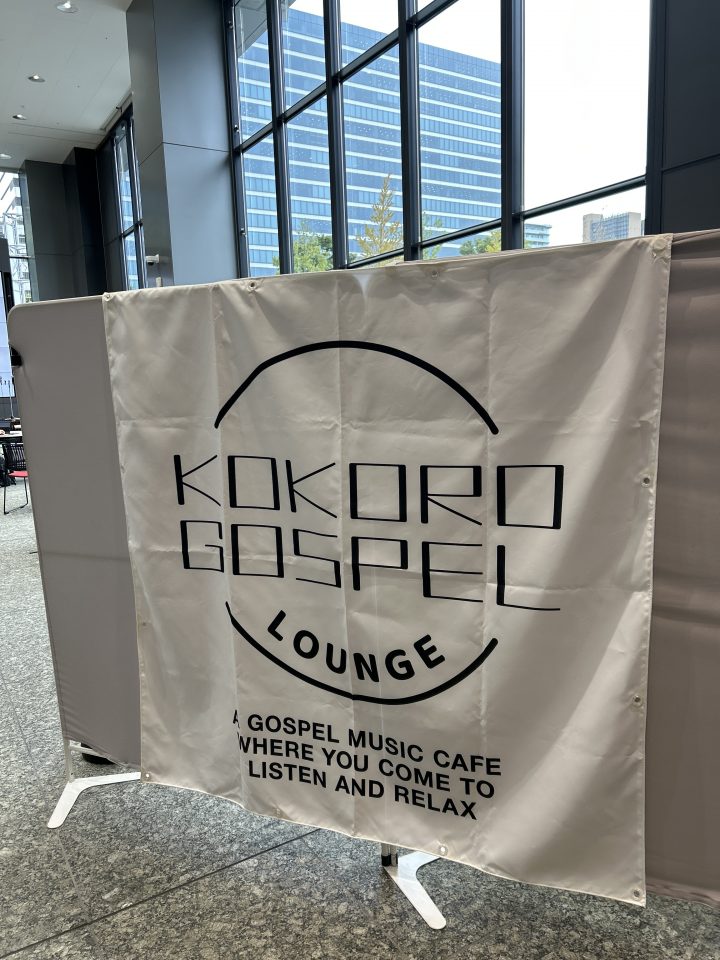 KOKORO
GOSPEL
LOUNGE
A GOSPEL MUSIC CAFE
WHERE YOU COME TO
LISTEN AND RELAX